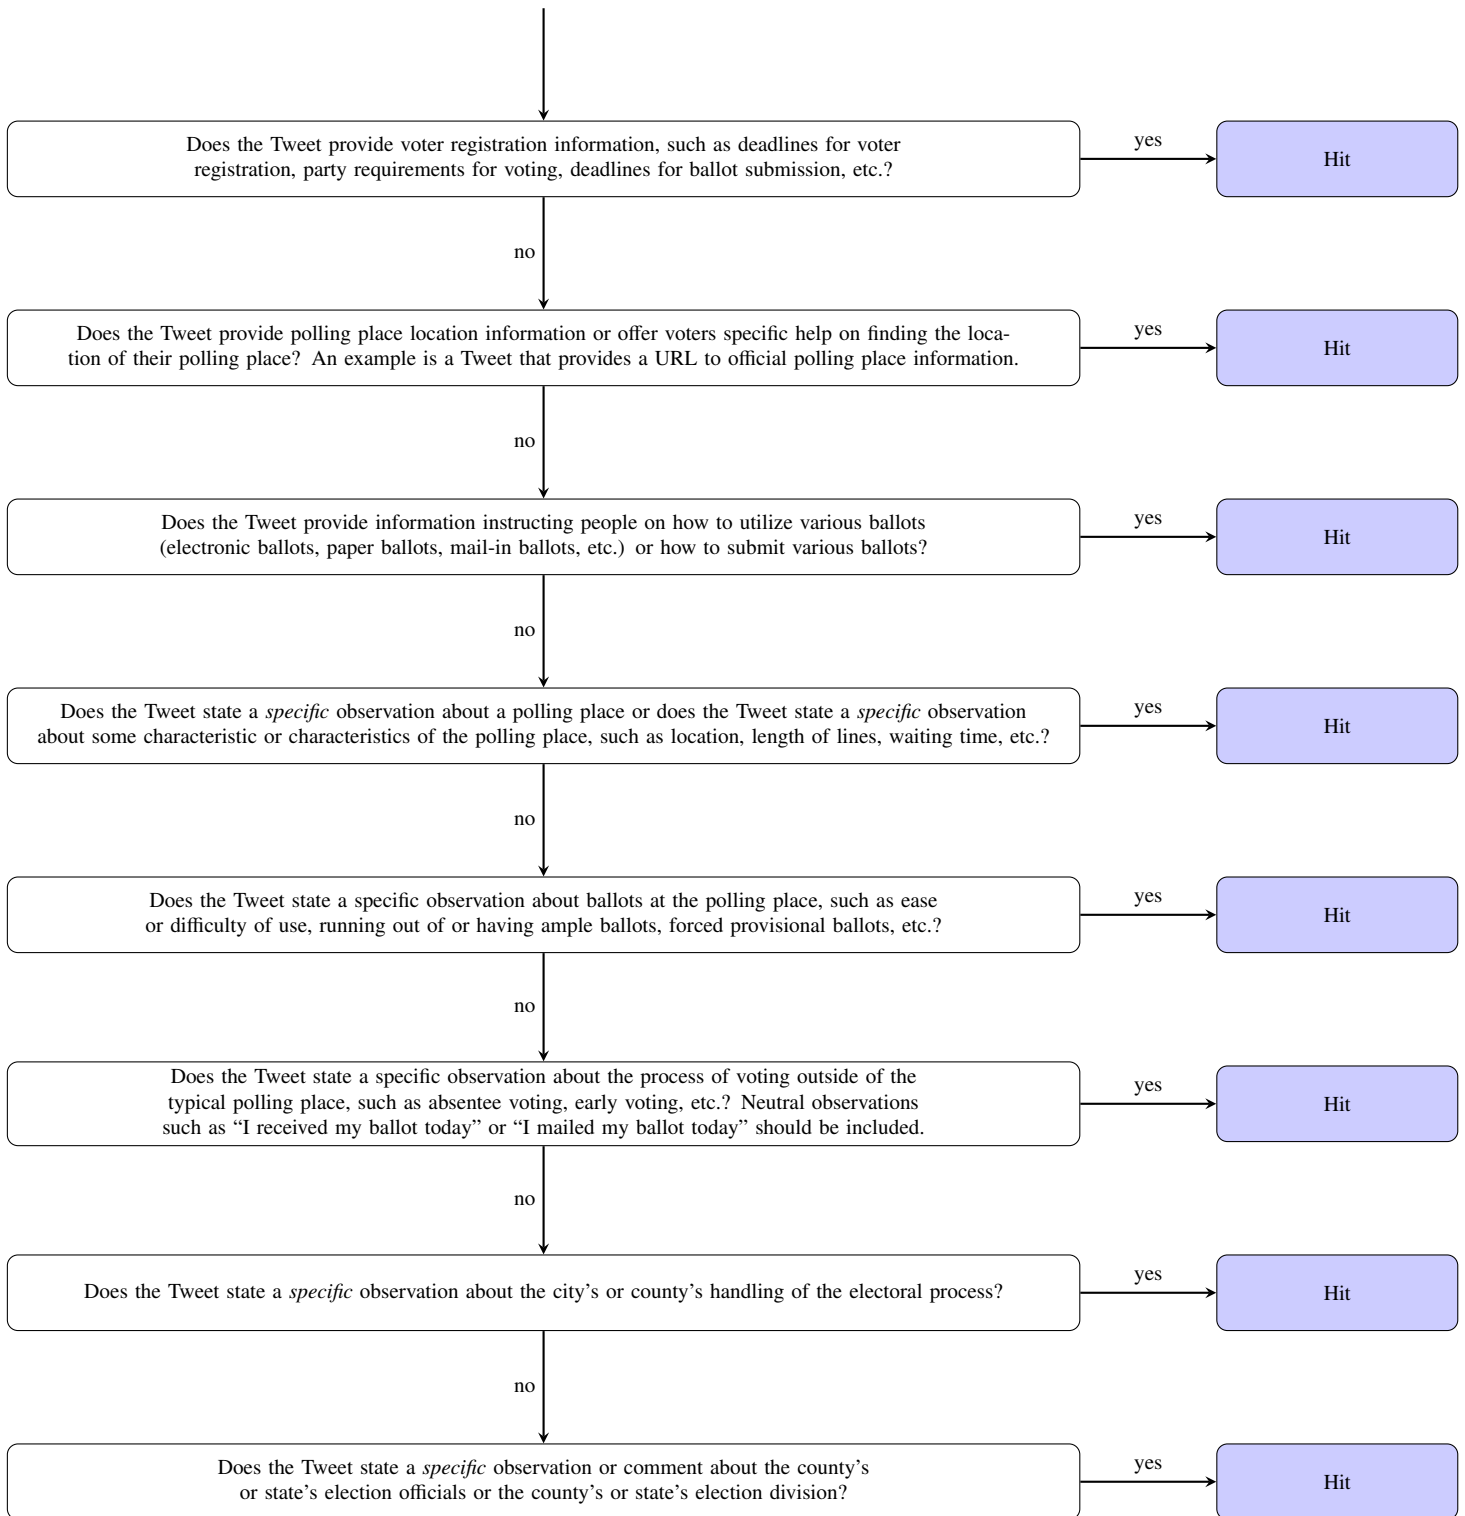 Does the Tweet provide voter registration information, such as deadlines for voter
registration, party requirements for voting, deadlines for ballot submission, etc.?
yes
Hit
no
Does the Tweet provide polling place location information or offer voters specific help on finding the loca-
tion of their polling place? An example is a Tweet that provides a URL to official polling place information.
yes
Hit
no
Does the Tweet provide information instructing people on how to utilize various ballots
(electronic ballots, paper ballots, mail-in ballots, etc.) or how to submit various ballots?
yes
Hit
no
Does the Tweet state a specific observation about a polling place or does the Tweet state a specific observation
about some characteristic or characteristics of the polling place, such as location, length of lines, waiting time, etc.?
yes
Hit
no
Does the Tweet state a specific observation about ballots at the polling place, such as ease
or difficulty of use, running out of or having ample ballots, forced provisional ballots, etc.?
yes
Hit
no
Does the Tweet state a specific observation about the process of voting outside of the
typical polling place, such as absentee voting, early voting, etc.? Neutral observations
such as “I received my ballot today” or “I mailed my ballot today” should be included.
yes
Hit
no
Does the Tweet state a specific observation about the city’s or county’s handling of the electoral process?
yes
Hit
no
Does the Tweet state a specific observation or comment about the county’s
or state’s election officials or the county’s or state’s election division?
yes
Hit